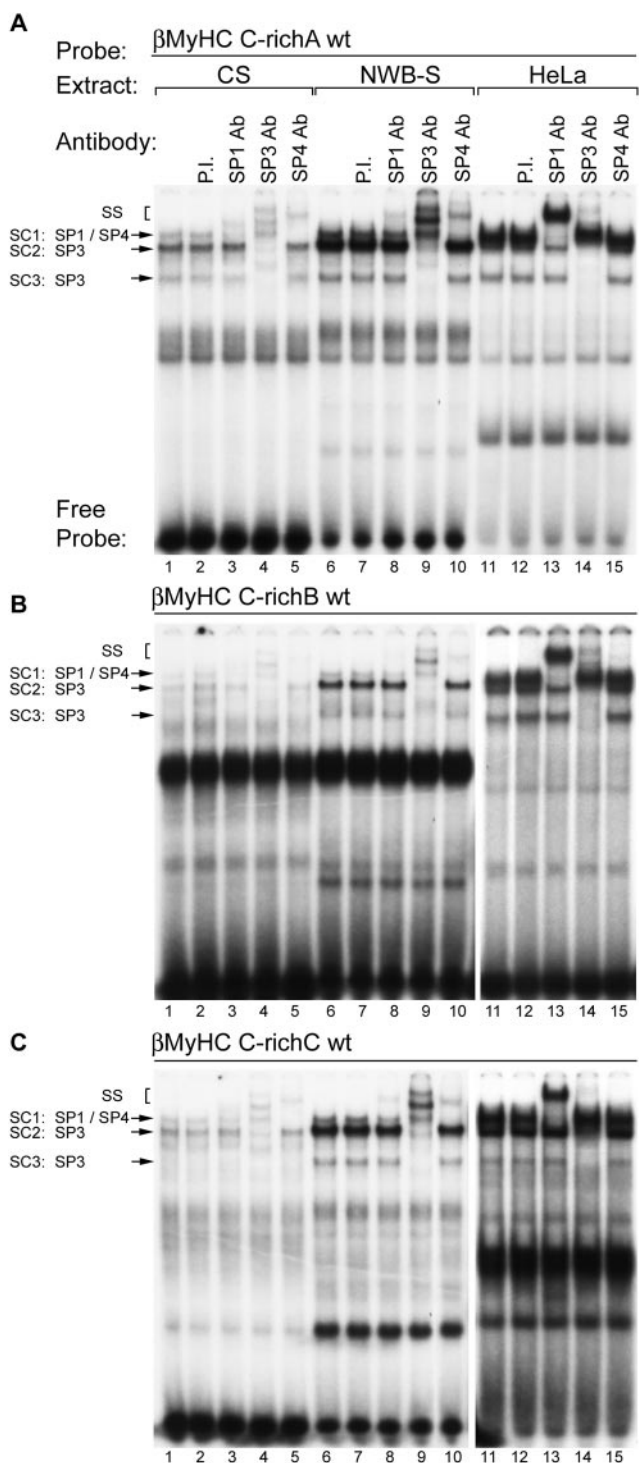 A
Probe: βMyHC C-richA wt
Extract: CS NWB-S HeLa
Antibody: P.I. SP1 Ab SP3 Ab SP4 Ab P.I. SP1 Ab SP3 Ab SP4 Ab P.I. SP1 Ab SP3 Ab SP4 Ab
SS
SC1: SP1 / SP4
SC2: SP3
SC3: SP3
Free
Probe:
1 2 3 4 5 6 7 8 9 10 11 12 13 14 15
B βMyHC C-richB wt
SS
SC1: SP1 / SP4
SC2: SP3
SC3: SP3
1 2 3 4 5 6 7 8 9 10 11 12 13 14 15
C βMyHC C-richC wt
SS
SC1: SP1 / SP4
SC2: SP3
SC3: SP3
1 2 3 4 5 6 7 8 9 10 11 12 13 14 15